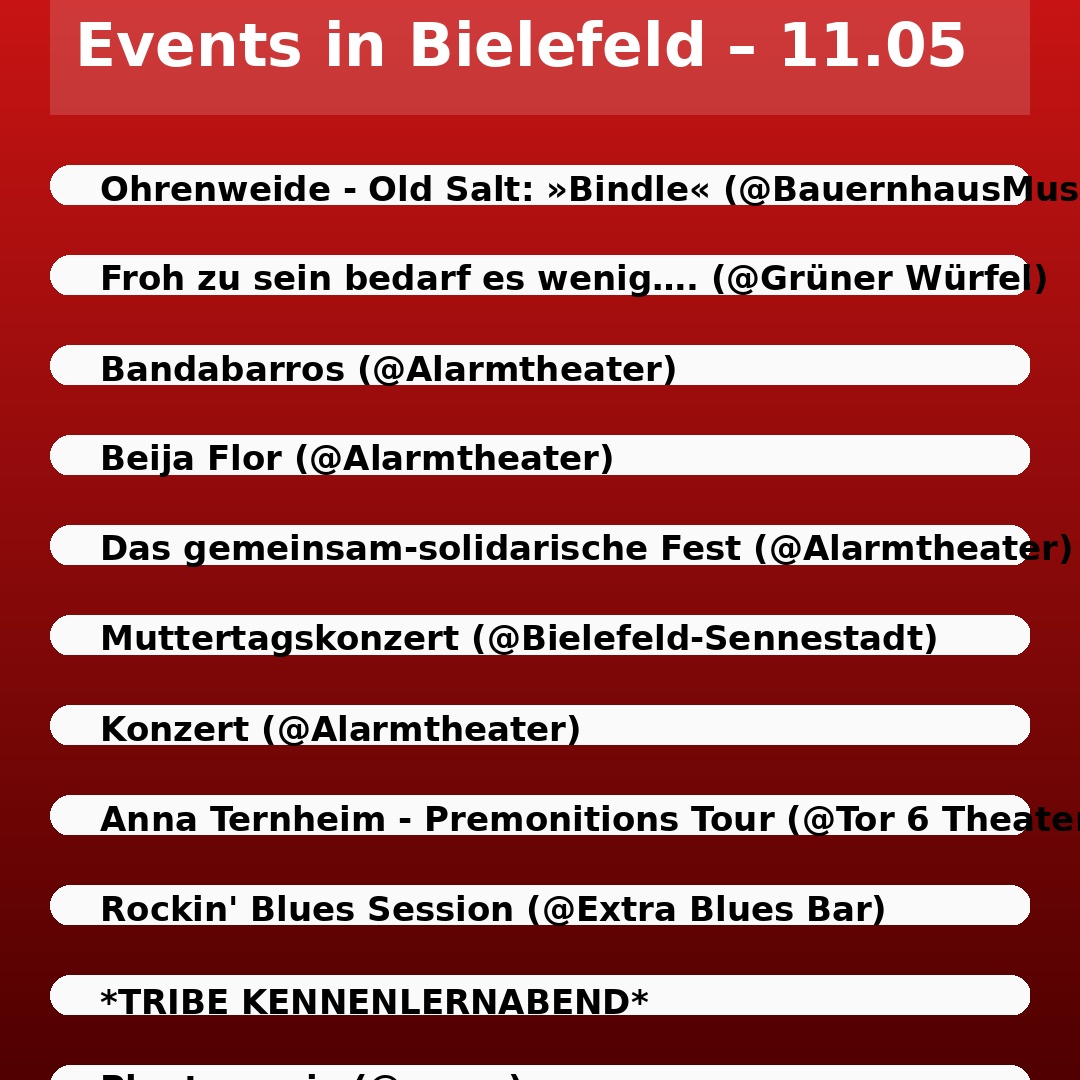 Events in Bielefeld – 11.05
Ohrenweide - Old Salt: »Bindle« (@BauernhausMus
Froh zu sein bedarf es wenig.... (@Grüner Würfel)
Bandabarros (@Alarmtheater)
Beija Flor (@Alarmtheater)
Das gemeinsam-solidarische Fest (@Alarmtheater)
Muttertagskonzert (@Bielefeld-Sennestadt)
Konzert (@Alarmtheater)
Anna Ternheim - Premonitions Tour (@Tor 6 Theater
Rockin' Blues Session (@Extra Blues Bar)
*TRIBE KENNENLERNABEND*